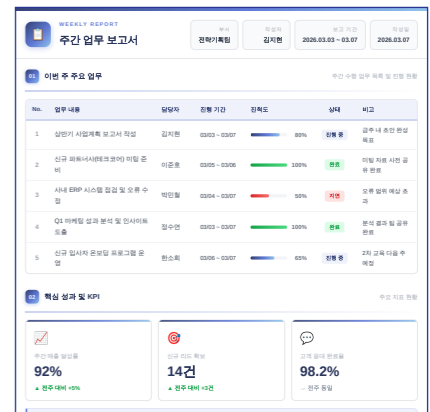 WEEKLY REPORT
주간 업무 보고서
부서
전략기획팀
작성자
김지현
보고 기간
2026.03.03 ~ 03.07
작성일
2026.03.07
01 이번 주 주요 업무
주간 수행 업무 목록 및 진행 현황
No. 업무 내용 담당자 진행 기간 진척도 상태 비고
1 상반기 사업계획 보고서 작성 김지현 03/03 ~ 03/07 80% 진행 중 금주 내 초안 완성
목표
2 신규 파트너사(테크코어) 미팅 준
비 이준호 03/05 ~ 03/06 100% 완료 미팅 자료 사전 공
유 완료
3 사내 ERP 시스템 점검 및 오류 수
정 박민철 03/04 ~ 03/07 50% 지연 오류 범위 예상 초
과
4 Q1 마케팅 성과 분석 및 인사이트
도출 정수연 03/03 ~ 03/07 100% 완료 분석 결과 팀 공유
완료
5 신규 입사자 온보딩 프로그램 운
영 한소희 03/06 ~ 03/07 65% 진행 중 2차 교육 다음 주
예정
02 핵심 성과 및 KPI
주요 지표 현황
주간 매출 달성률
92%
▲ 전주 대비 +5%
신규 리드 확보
14건
▲ 전주 대비 +3건
고객 응대 완료율
98.2%
– 전주 동일